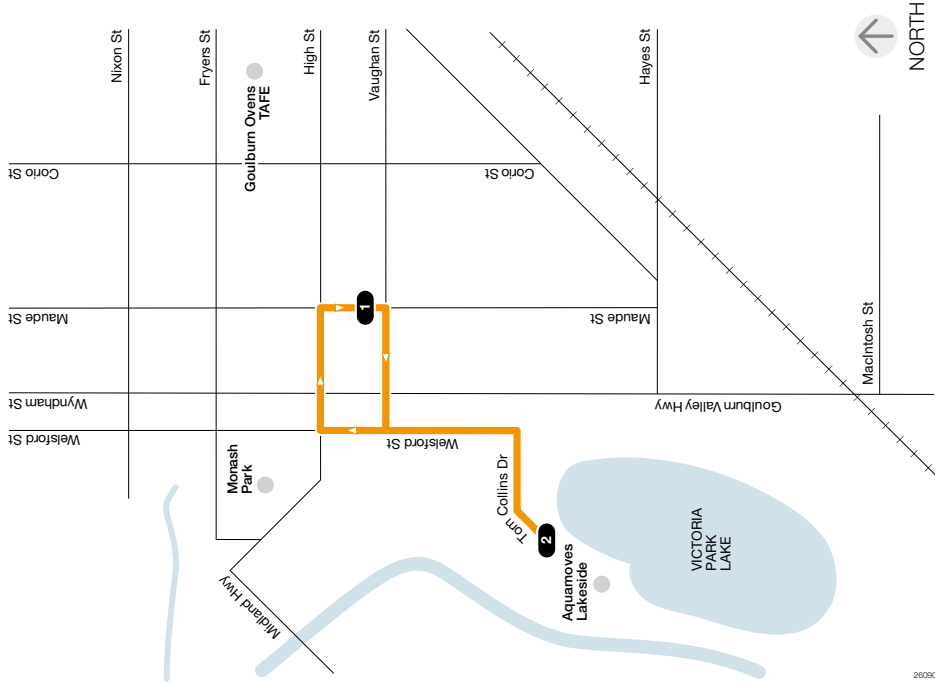 Nixon St
Fryers St
High St
Vaughan St
Hayes St
NORTH
Goulburn Ovens
TAFE
Corio St
Corio St
Maude St
1
Maude St
MacIntosh St
Wyndham St
Goulburn Valley Hwy
Welsford St
Welsford St
Monash
Park
Tom Collins Dr
2
Aquamoves
Lakeside
VICTORIA
PARK
LAKE
Midland Hwy
26090